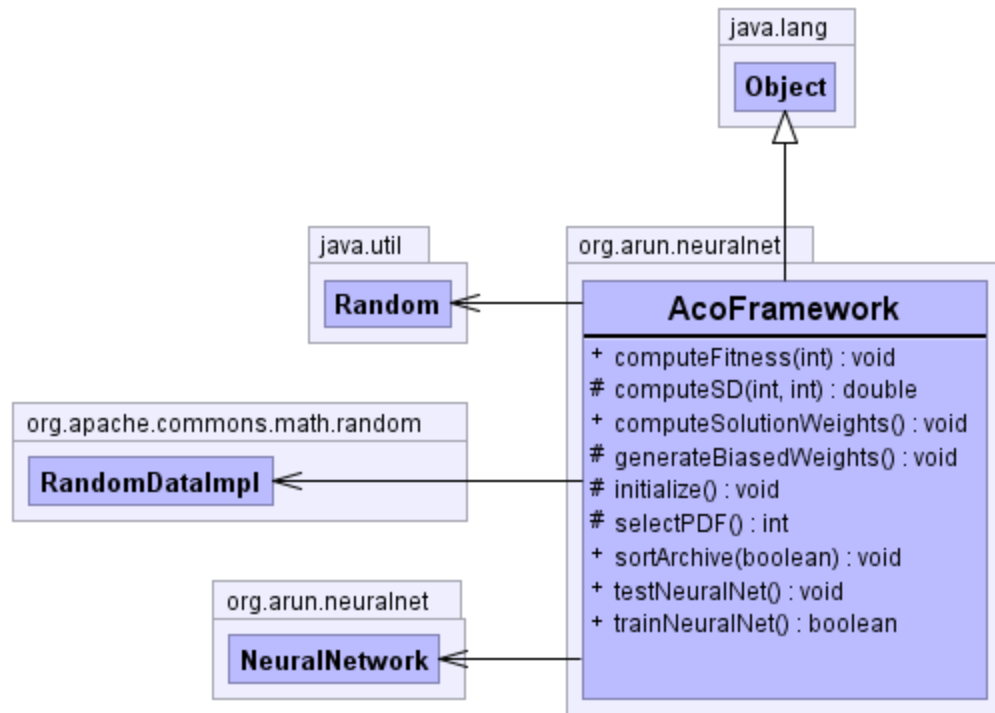 java.lang
Object
java.util
Random
org.arun.neuralnet
AcoFramework
+ computeFitness(int) : void
# computeSD(int, int) : double
+ computeSolutionWeights() : void
# generateBiasedWeights() : void
# initialize() : void
# selectPDF() : int
+ sortArchive(boolean) : void
+ testNeuralNet() : void
+ trainNeuralNet() : boolean
org.apache.commons.math.random
RandomDataImpl
org.arun.neuralnet
NeuralNetwork